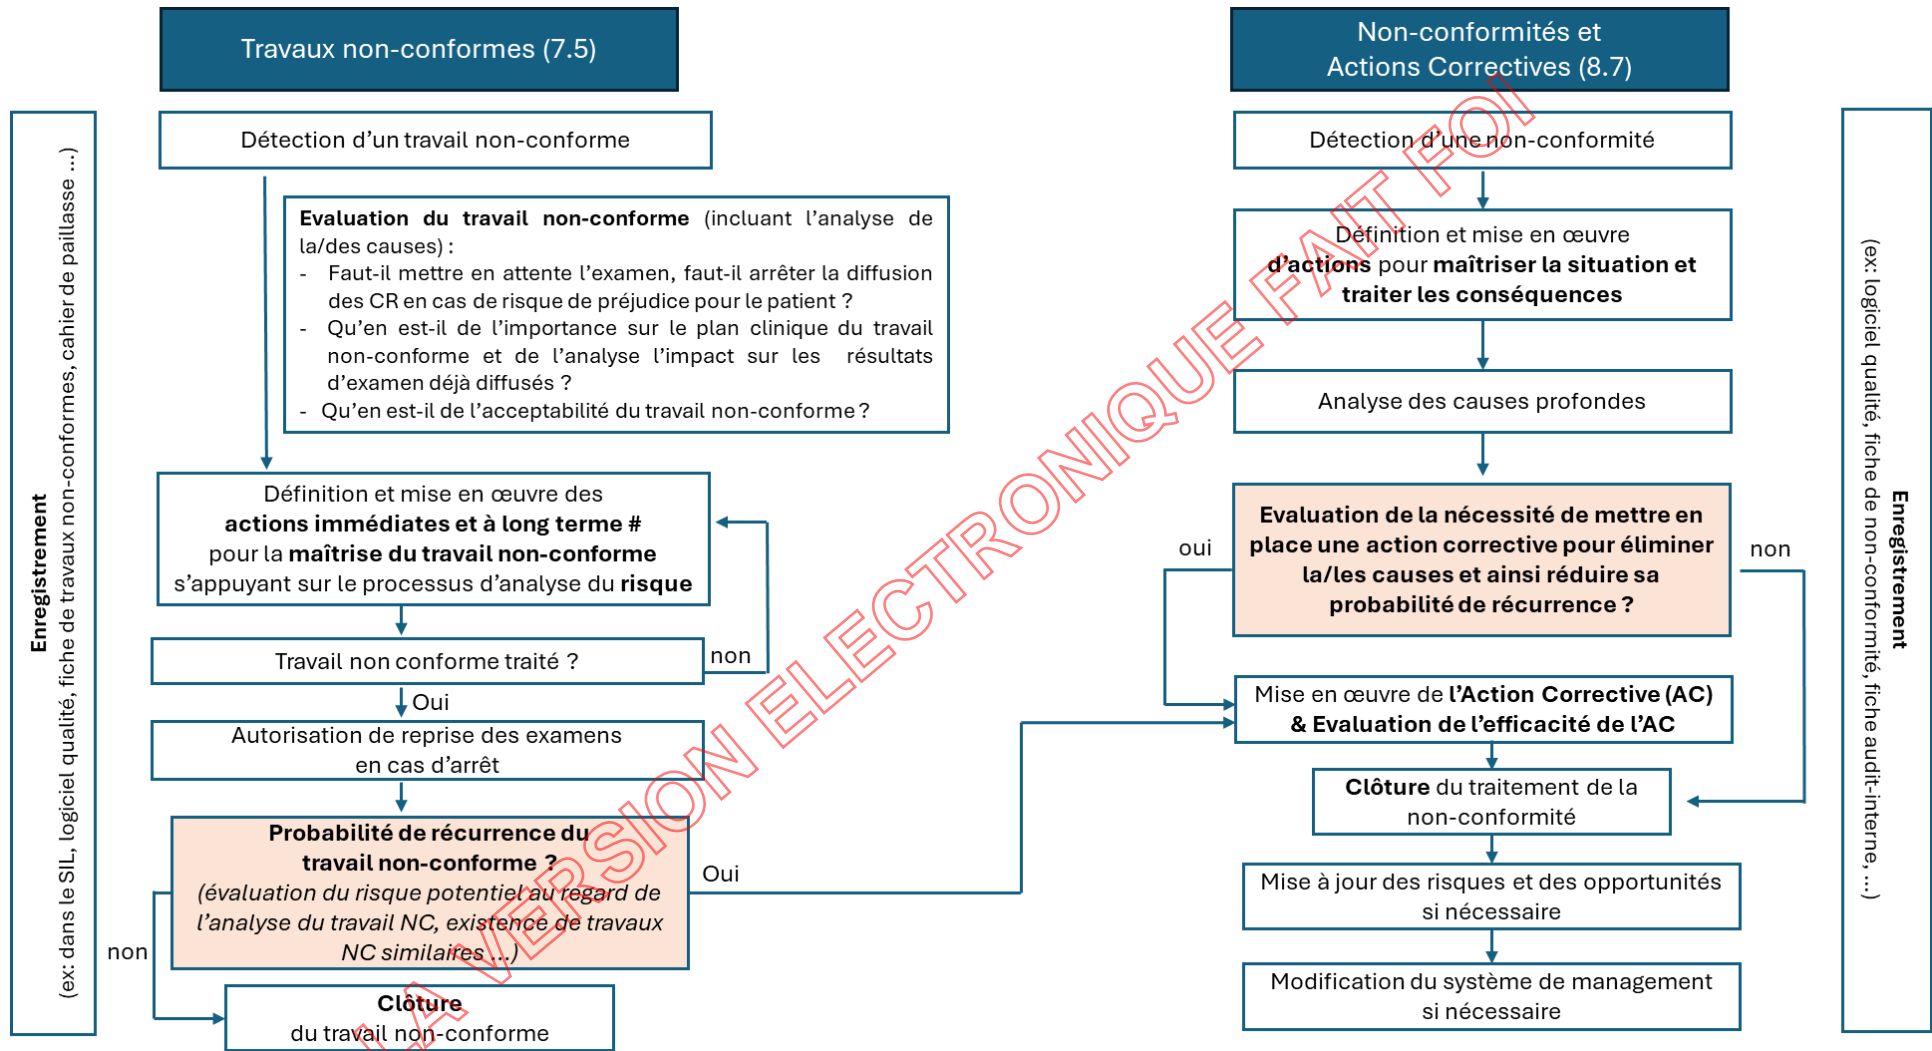 Travaux non-conformes (7.5)
Détection d'un travail non-conforme
Evaluation du travail non-conforme (incluant l'analyse de
la/des causes) :
- Faut-il mettre en attente l'examen, faut-il arrêter la diffusion
des CR en cas de risque de préjudice pour le patient ?
- Qu'en est-il de l'importance sur le plan clinique du travail
non-conforme et de l'analyse l'impact sur les résultats
d'examen déjà diffusés ?
- Qu'en est-il de l'acceptabilité du travail non-conforme ?
Définition et mise en œuvre des
actions immédiates et à long terme #
pour la maîtrise du travail non-conforme
s'appuyant sur le processus d'analyse du risque
Travail non conforme traité ?
non
Oui
Autorisation de reprise des examens
en cas d'arrêt
Probabilité de récurrence du
travail non-conforme ?
(évaluation du risque potentiel au regard de
l'analyse du travail NC, existence de travaux
NC similaires ...)
Oui
non
Clôture
du travail non-conforme
Enregistrement
(ex: dans le SIL, logiciel qualité, fiche de travaux non-conformes, cahier de paillasse ...)
Non-conformités et
Actions Correctives (8.7)
Détection d'une non-conformité
Définition et mise en œuvre
d'actions pour maîtriser la situation et
traiter les conséquences
Analyse des causes profondes
Evaluation de la nécessité de mettre en
place une action corrective pour éliminer
la/les causes et ainsi réduire sa
probabilité de récurrence ?
oui
non
Mise en œuvre de l'Action Corrective (AC)
& Evaluation de l'efficacité de l'AC
Clôture du traitement de la
non-conformité
Mise à jour des risques et des opportunités
si nécessaire
Modification du système de management
si nécessaire
Enregistrement
(ex: logiciel qualité, fiche de non-conformité, fiche audit-interne, ...)
LA VERSION ELECTRONIQUE FAIT FOI